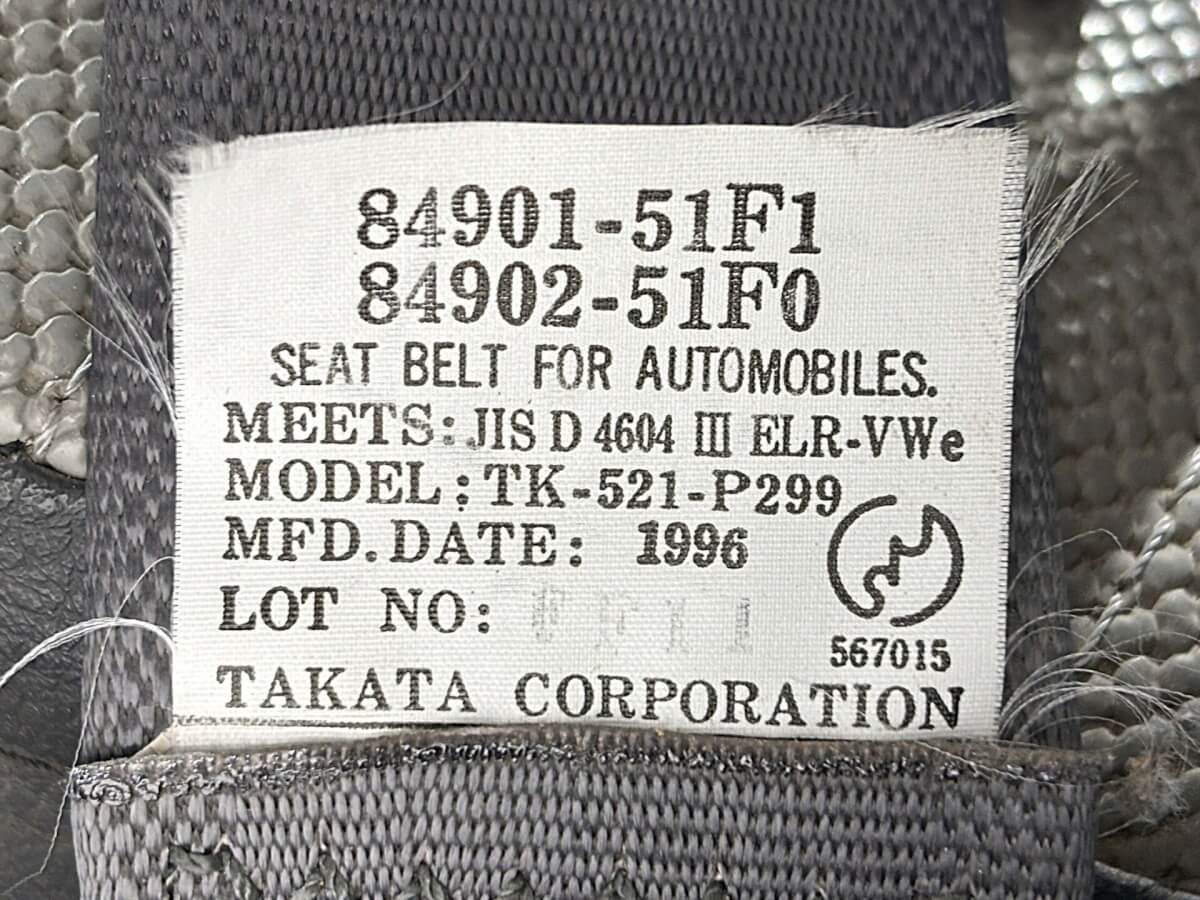 84901-51F1
84902-51F0
SEAT BELT FOR AUTOMOBILES.
MEETS: JIS D 4604 III ELR-VWe
MODEL: TK-521-P299
MFD. DATE: 1996
LOT NO:
567015
TAKATA CORPORATION